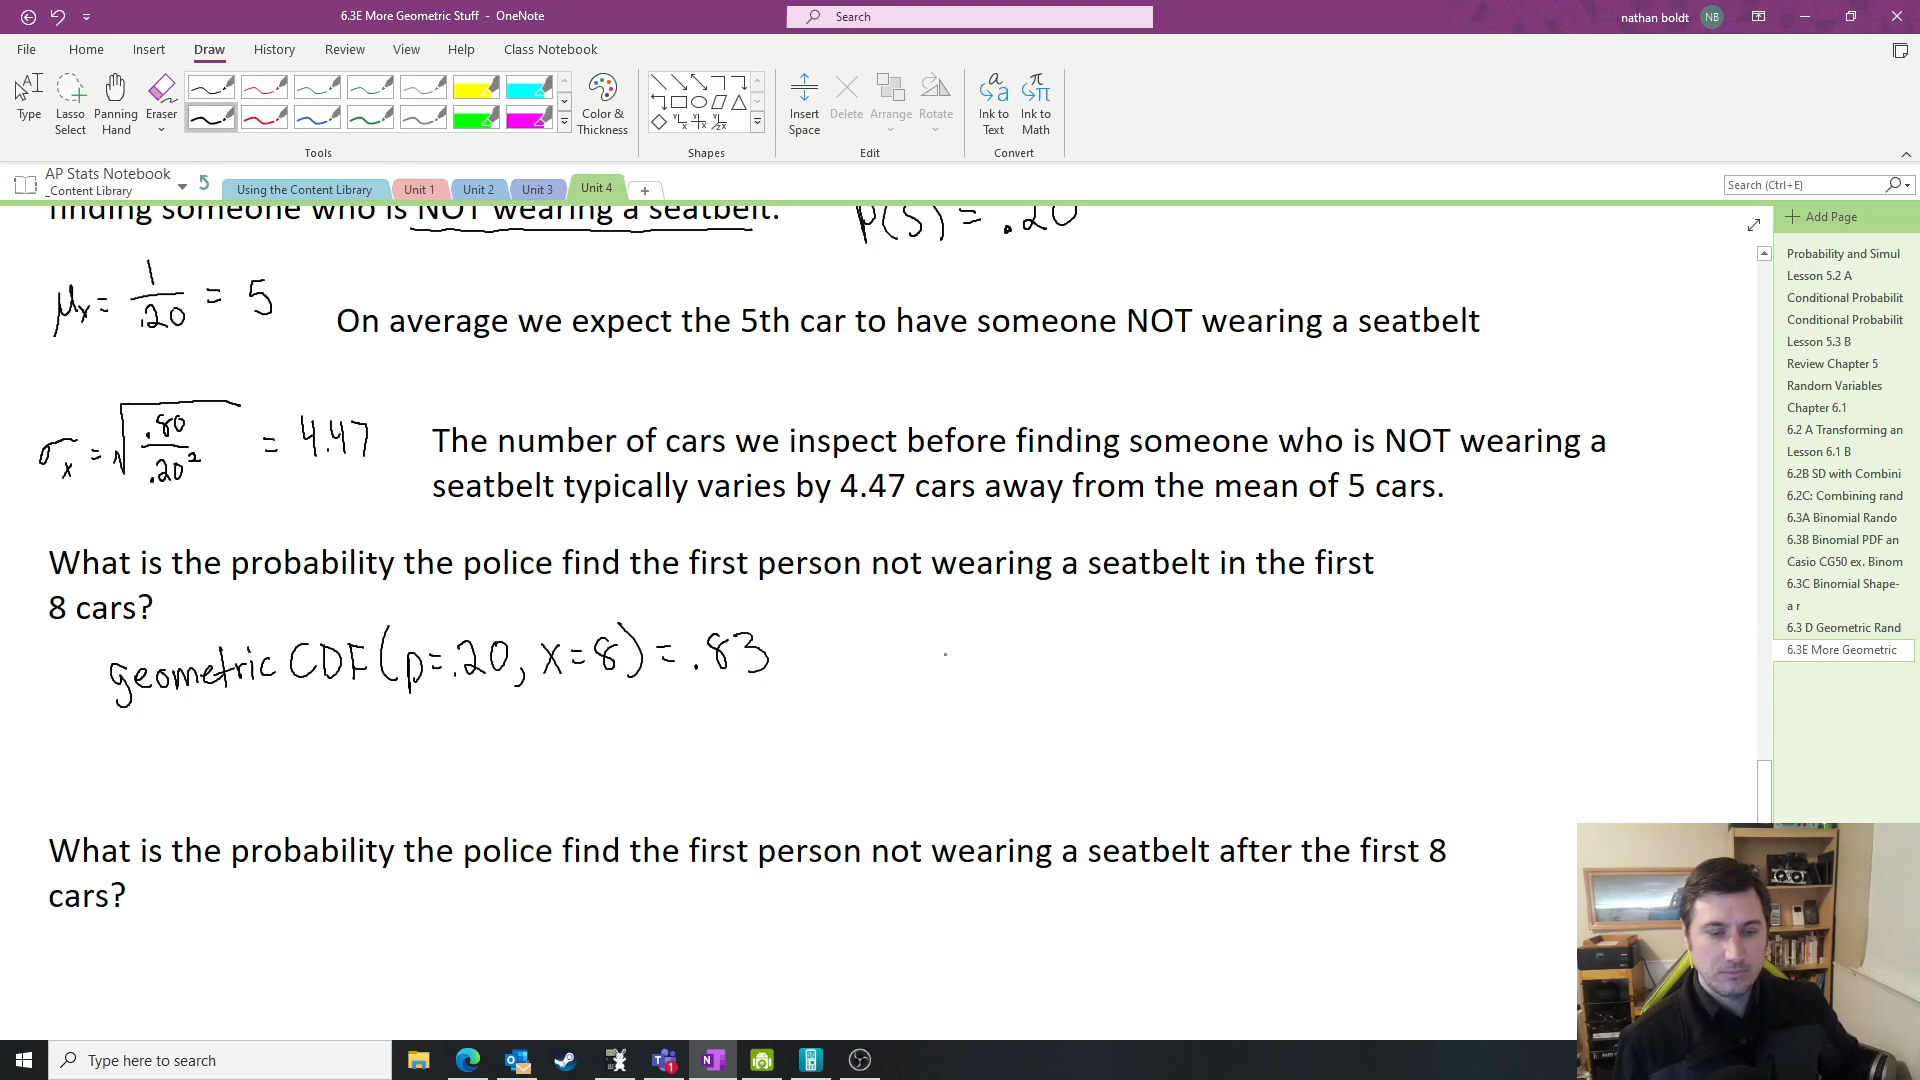 6.3E More Geometric Stuff - OneNote
Search
nathan boldt
NB
File Home Insert Draw History Review View Help Class Notebook
Type
Lasso Select
Panning Hand
Eraser
Color & Thickness
Insert Space
Delete
Arrange
Rotate
Ink to Text
Ink to Math
Tools
Shapes
Edit
Convert
AP Stats Notebook
_Content Library
Using the Content Library Unit 1 Unit 2 Unit 3 Unit 4
Search (Ctrl+E)
finding someone who is NOT wearing a seatbelt. P(S) = .20
μx = 1/.20 = 5
On average we expect the 5th car to have someone NOT wearing a seatbelt
σx = √(.80/.20²) = 4.47
The number of cars we inspect before finding someone who is NOT wearing a
seatbelt typically varies by 4.47 cars away from the mean of 5 cars.
What is the probability the police find the first person not wearing a seatbelt in the first
8 cars?
geometric CDF(p=.20, x=8) = .83
What is the probability the police find the first person not wearing a seatbelt after the first 8
cars?
Add Page
Probability and Simul
Lesson 5.2 A
Conditional Probabilit
Conditional Probabilit
Lesson 5.3 B
Review Chapter 5
Random Variables
Chapter 6.1
6.2 A Transforming an
Lesson 6.1 B
6.2B SD with Combini
6.2C: Combining rand
6.3A Binomial Rando
6.3B Binomial PDF an
Casio CG50 ex. Binom
6.3C Binomial Shape-
a r
6.3 D Geometric Rand
6.3E More Geometric
Type here to search